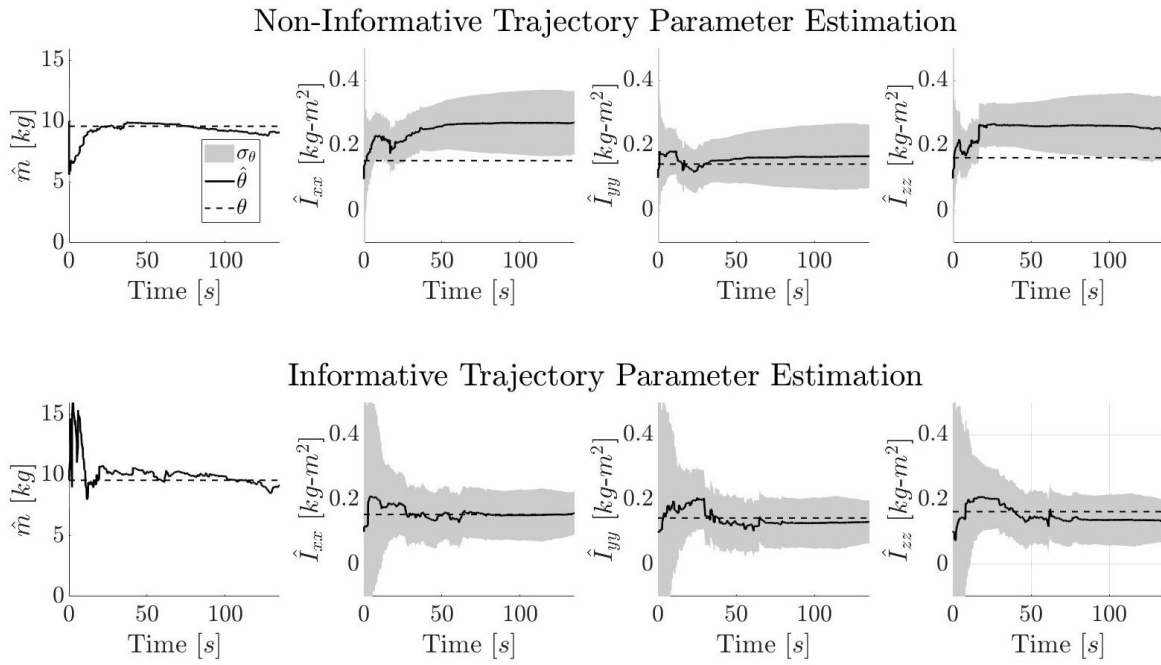 Non-Informative Trajectory Parameter Estimation
m̂ [kg]
15
10
5
0
0 50 100
Time [s]
σ_θ
θ̂
θ
Î_xx [kg-m²]
0.4
0.2
0
0 50 100
Time [s]
Î_yy [kg-m²]
0.4
0.2
0
0 50 100
Time [s]
Î_zz [kg-m²]
0.4
0.2
0
0 50 100
Time [s]
Informative Trajectory Parameter Estimation
m̂ [kg]
15
10
5
0
0 50 100
Time [s]
Î_xx [kg-m²]
0.4
0.2
0
0 50 100
Time [s]
Î_yy [kg-m²]
0.4
0.2
0
0 50 100
Time [s]
Î_zz [kg-m²]
0.4
0.2
0
0 50 100
Time [s]